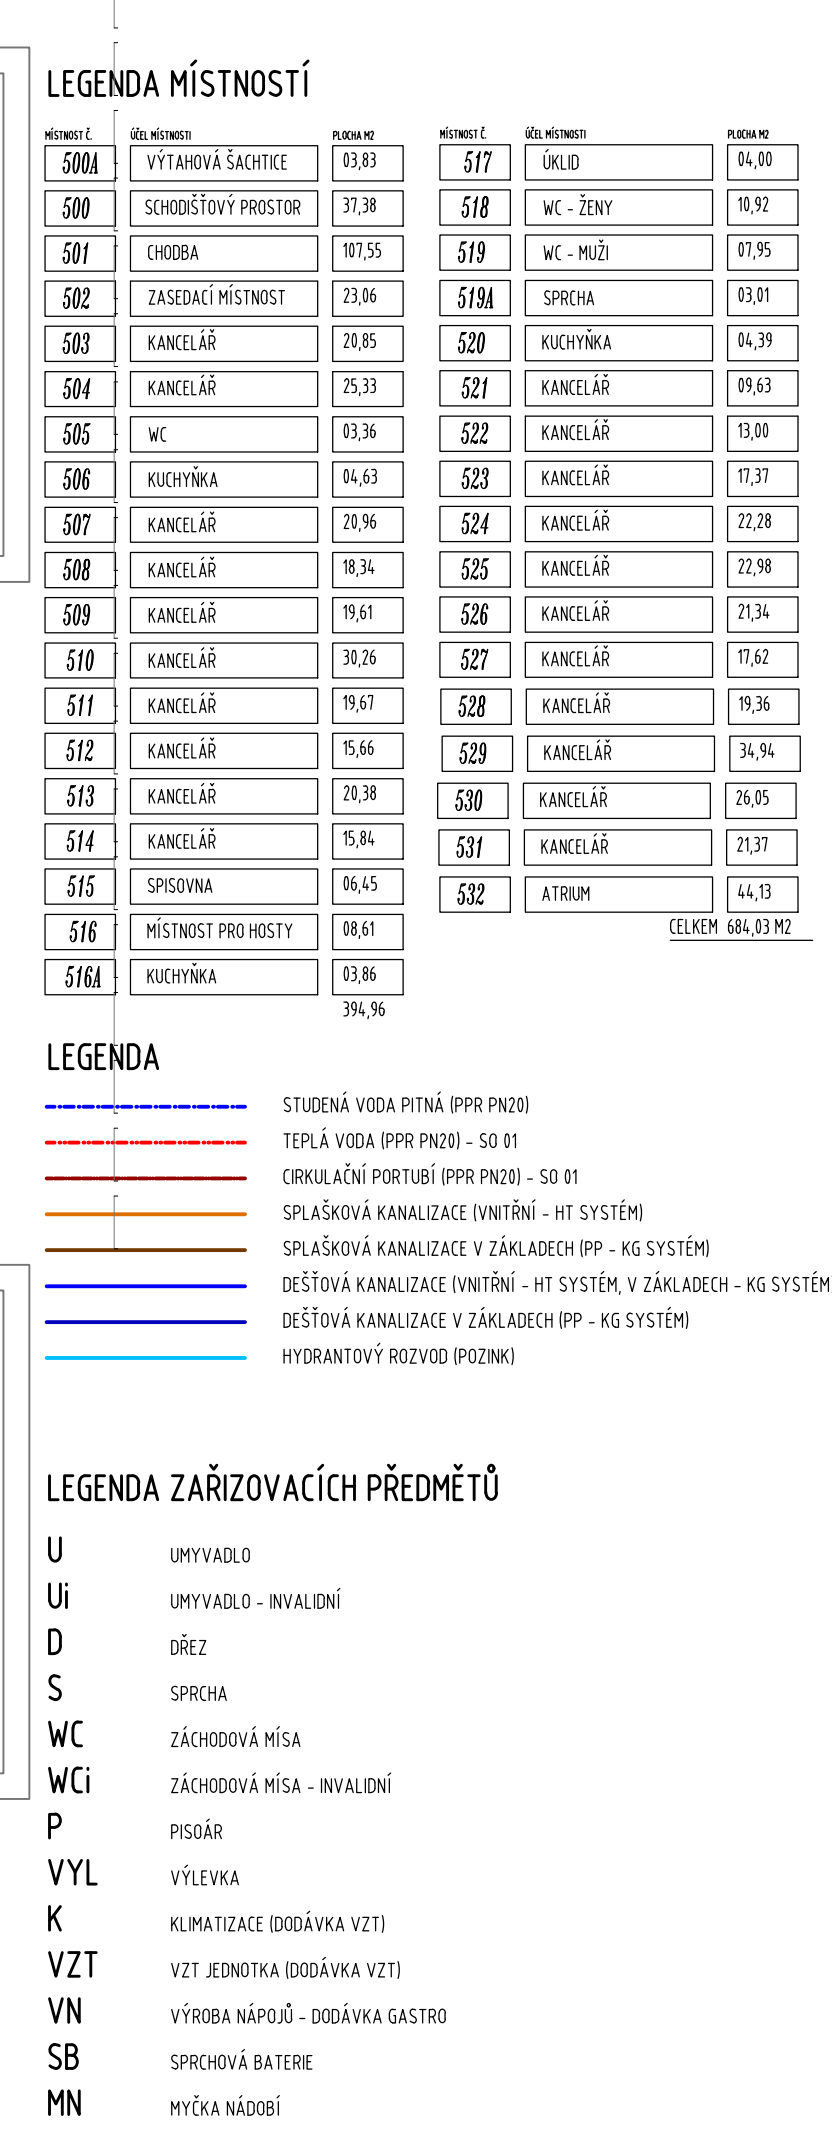 LEGENDA MÍSTNOSTÍ
MÍSTNOST Č. ÚČEL MÍSTNOSTI PLOCHA M2
500A VÝTAHOVÁ ŠACHTICE 03,83
500 SCHODIŠŤOVÝ PROSTOR 37,38
501 CHODBA 107,55
502 ZASEDACÍ MÍSTNOST 23,06
503 KANCELÁŘ 20,85
504 KANCELÁŘ 25,33
505 WC 03,36
506 KUCHYŇKA 04,63
507 KANCELÁŘ 20,96
508 KANCELÁŘ 18,34
509 KANCELÁŘ 19,61
510 KANCELÁŘ 30,26
511 KANCELÁŘ 19,67
512 KANCELÁŘ 15,66
513 KANCELÁŘ 20,38
514 KANCELÁŘ 15,84
515 SPISOVNA 06,45
516 MÍSTNOST PRO HOSTY 08,61
516A KUCHYŇKA 03,86
394,96
MÍSTNOST Č. ÚČEL MÍSTNOSTI PLOCHA M2
517 ÚKLID 04,00
518 WC - ŽENY 10,92
519 WC - MUŽI 07,95
519A SPRCHA 03,01
520 KUCHYŇKA 04,39
521 KANCELÁŘ 09,63
522 KANCELÁŘ 13,00
523 KANCELÁŘ 17,37
524 KANCELÁŘ 22,28
525 KANCELÁŘ 22,98
526 KANCELÁŘ 21,34
527 KANCELÁŘ 17,62
528 KANCELÁŘ 19,36
529 KANCELÁŘ 34,94
530 KANCELÁŘ 26,05
531 KANCELÁŘ 21,37
532 ATRIUM 44,13
CELKEM 684,03 M2
LEGENDA
STUDENÁ VODA PITNÁ (PPR PN20)
TEPLÁ VODA (PPR PN20) - SO 01
CIRKULAČNÍ PORTUBÍ (PPR PN20) - SO 01
SPLAŠKOVÁ KANALIZACE (VNITŘNÍ - HT SYSTÉM)
SPLAŠKOVÁ KANALIZACE V ZÁKLADECH (PP - KG SYSTÉM)
DEŠŤOVÁ KANALIZACE (VNITŘNÍ - HT SYSTÉM, V ZÁKLADECH - KG SYSTÉM
DEŠŤOVÁ KANALIZACE V ZÁKLADECH (PP - KG SYSTÉM)
HYDRANTOVÝ ROZVOD (POZINK)
LEGENDA ZAŘIZOVACÍCH PŘEDMĚTŮ
U UMYVADLO
Ui UMYVADLO - INVALIDNÍ
D DŘEZ
S SPRCHA
WC ZÁCHODOVÁ MÍSA
WCi ZÁCHODOVÁ MÍSA - INVALIDNÍ
P PISOÁR
VYL VÝLEVKA
K KLIMATIZACE (DODÁVKA VZT)
VZT VZT JEDNOTKA (DODÁVKA VZT)
VN VÝROBA NÁPOJŮ - DODÁVKA GASTRO
SB SPRCHOVÁ BATERIE
MN MYČKA NÁDOBÍ